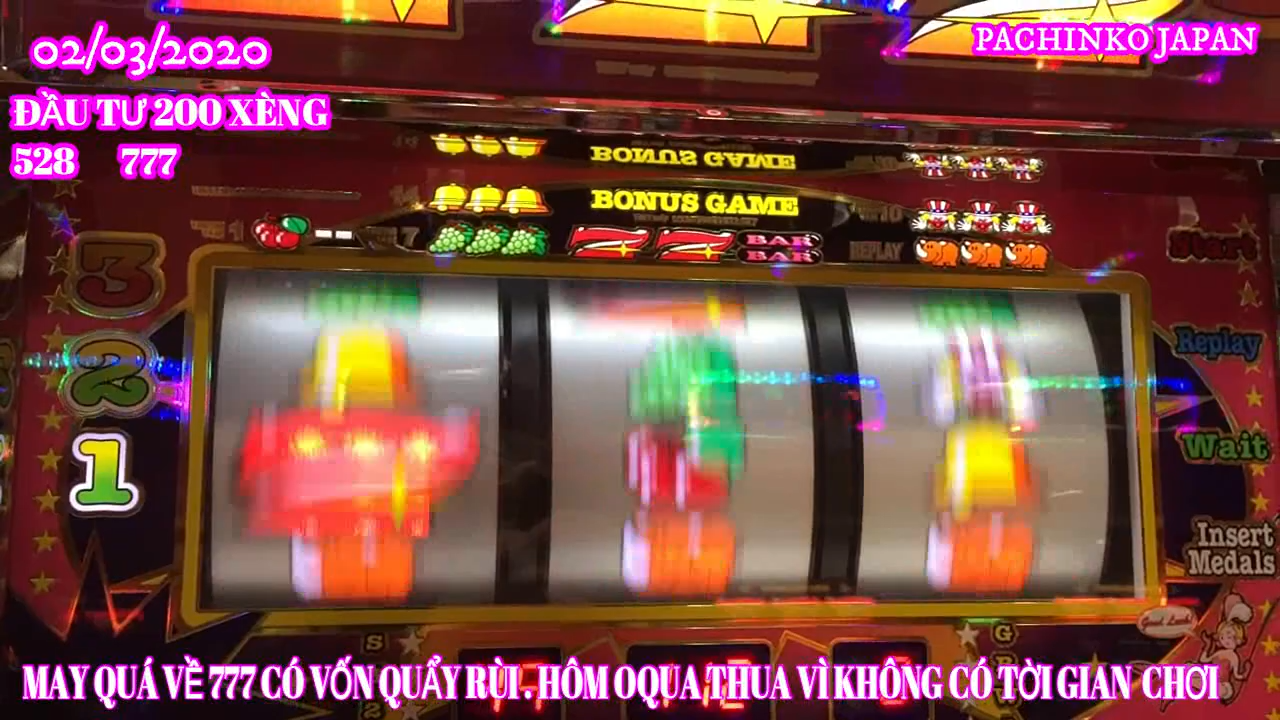 02/03/2020
PACHINKO JAPAN
ĐẦU TƯ 200 XÈNG
528 777
BONUS GAME
BONUS GAME
REPLAY
BAR
BAR
3
2
1
Start
Replay
Wait
Insert
Medals
Good Luck!
MAY QUÁ VỀ 777 CÓ VỐN QUẨY RÙI . HÔM OQUA THUA VÌ KHÔNG CÓ TỜI GIAN CHƠI